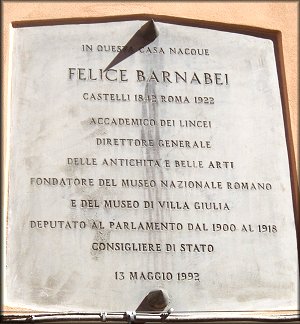 IN QUESTA CASA NACQUE
FELICE BARNABEI
CASTELLI 1842 ROMA 1922
ACCADEMICO DEI LINCEI
DIRETTORE GENERALE
DELLE ANTICHITÀ E BELLE ARTI
FONDATORE DEL MUSEO NAZIONALE ROMANO
E DEL MUSEO DI VILLA GIULIA
DEPUTATO AL PARLAMENTO DAL 1900 AL 1918
CONSIGLIERE DI STATO
13 MAGGIO 1992